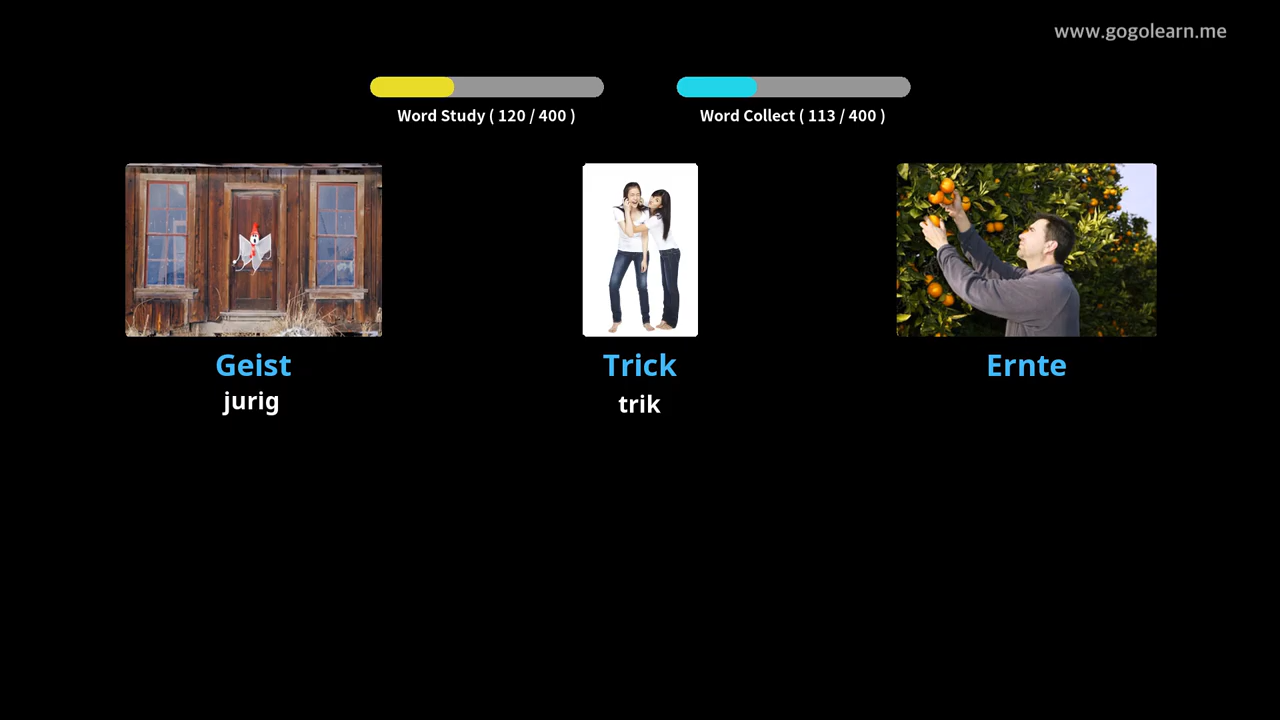 www.gogolearn.me
Word Study ( 120 / 400 )
Word Collect ( 113 / 400 )
Geist
jurig
Trick
trik
Ernte